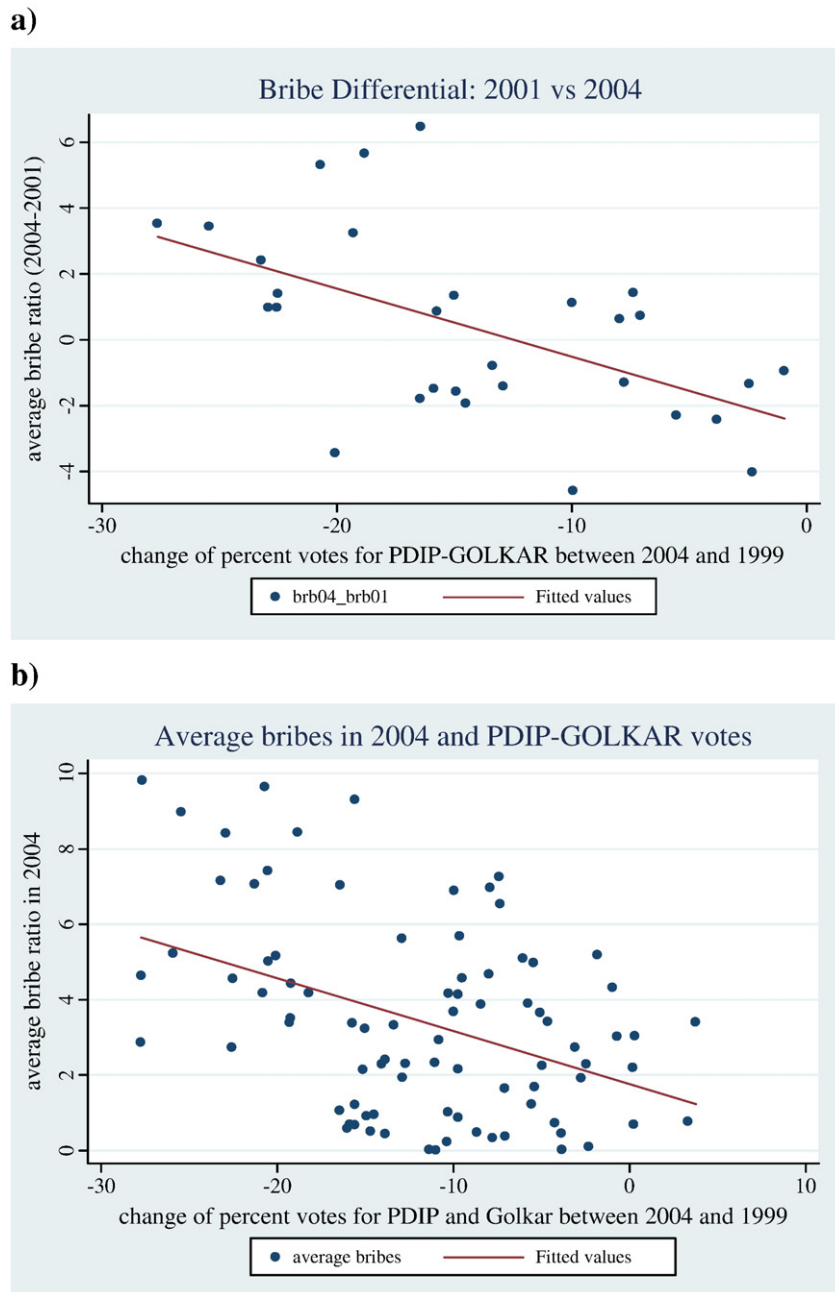 a)
Bribe Differential: 2001 vs 2004
average bribe ratio (2004-2001)
6
4
2
0
-2
-4
-30 -20 -10 0
change of percent votes for PDIP-GOLKAR between 2004 and 1999
brb04_brb01 Fitted values
b)
Average bribes in 2004 and PDIP-GOLKAR votes
average bribe ratio in 2004
10
8
6
4
2
0
-30 -20 -10 0 10
change of percent votes for PDIP and Golkar between 2004 and 1999
average bribes Fitted values